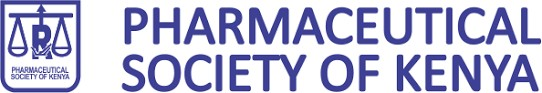 R
PHARMACEUTICAL
SOCIETY OF KENYA
PHARMACEUTICAL
SOCIETY OF KENYA